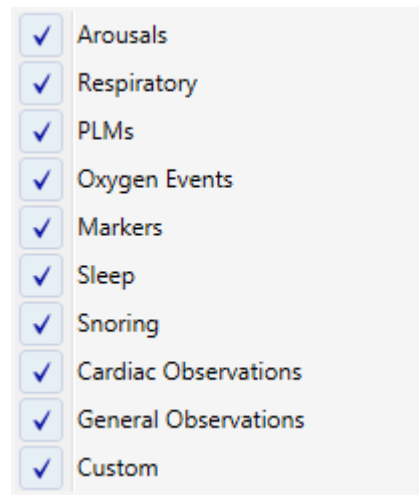 Arousals
Respiratory
PLMs
Oxygen Events
Markers
Sleep
Snoring
Cardiac Observations
General Observations
Custom